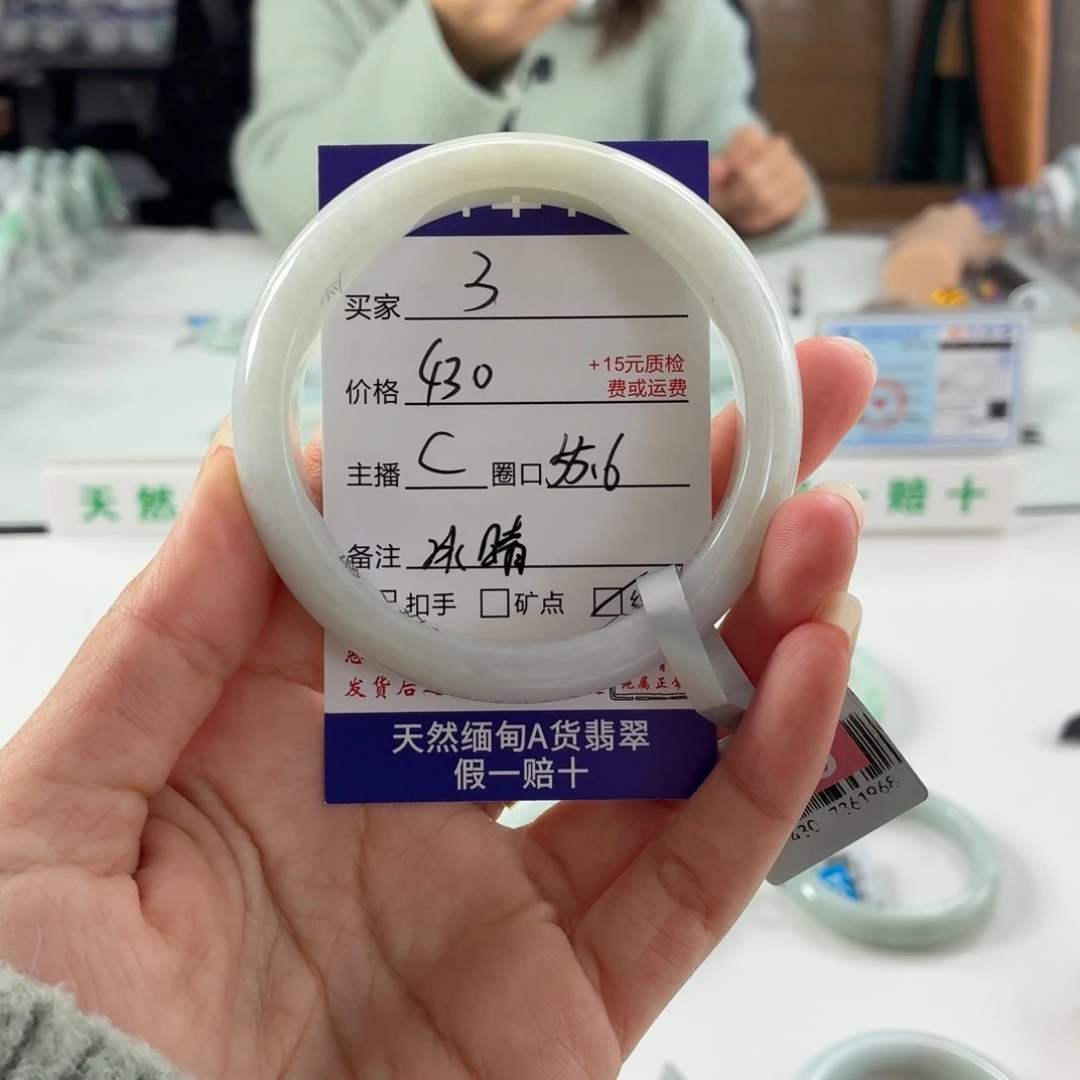 买家 3
价格 430 +15元质检
费或运费
主播 C 圈口 55.6
备注 冰晴
扣手 矿点
发货后
天然缅甸A货翡翠
假一赔十
天然
赔十
430 7361968